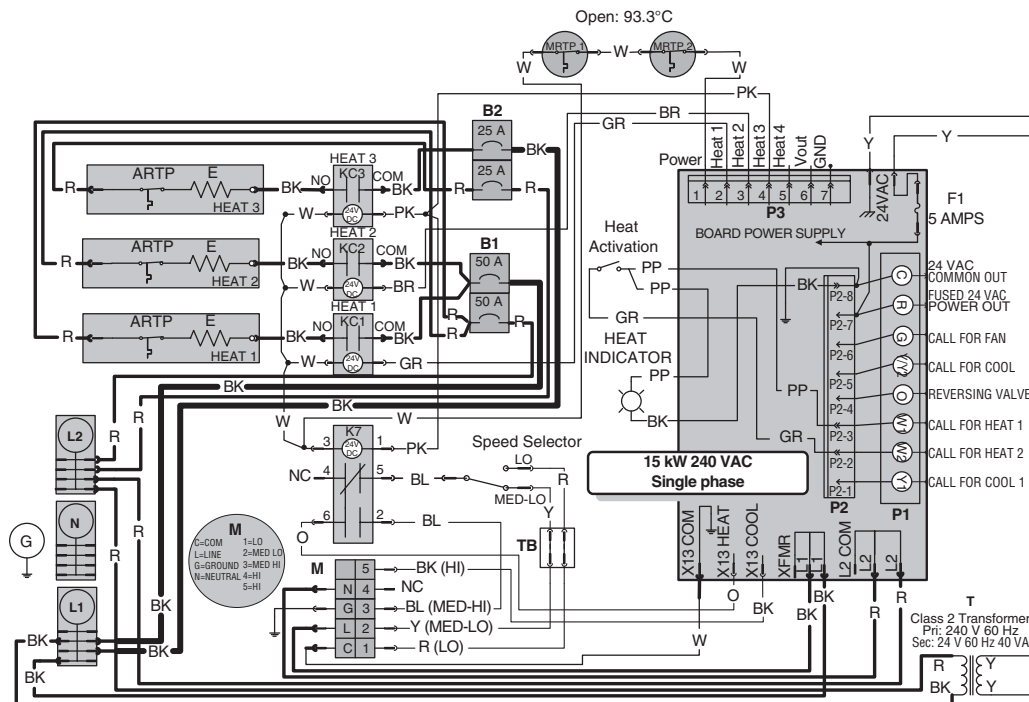 Open: 93.3°C
MRTP 1
W
MRTP 2
W
W
W
PK
BR
GR
B2
25 A
25 A
BK
Power
Heat 1
Heat 2
Heat 3
Heat 4
Vout
GND
1 2 3 4 5 6 7
P3
BOARD POWER SUPPLY
Y
Y
24VAC
F1
5 AMPS
R
ARTP
E
HEAT 3
BK
NO
HEAT 3
KC3
COM
BK
R
R
W
24V DC
PK
R
ARTP
E
HEAT 2
BK
NO
HEAT 2
KC2
COM
BK
W
24V DC
BR
B1
50 A
50 A
R
R
R
R
ARTP
E
HEAT 1
BK
NO
HEAT 1
KC1
COM
BK
W
24V DC
GR
Heat
Activation
PP
PP
GR
HEAT
INDICATOR
PP
BK
BK
PP
GR
P2-8
P2-7
P2-6
P2-5
P2-4
P2-3
P2-2
P2-1
P2
C
24 VAC
COMMON OUT
R
FUSED 24 VAC
POWER OUT
G
CALL FOR FAN
Y/Y2
CALL FOR COOL
O
REVERSING VALVE
W1
CALL FOR HEAT 1
W2
CALL FOR HEAT 2
Y1
CALL FOR COOL 1
P1
15 kW 240 VAC
Single phase
BK
BK
W
W
L2
R
R
R
R
N
G
L1
BK
BK
BK
BK
BK
K7
3
24V DC
1
PK
NC
4
5
BL
6
2
BL
O
Speed Selector
LO
MED-LO
R
Y
TB
M
C=COM
L=LINE
G=GROUND
N=NEUTRAL
1=LO
2=MED LO
3=MED HI
4=HI
5=HI
M
5
BK (HI)
N 4
NC
G 3
BL (MED-HI)
L 2
Y (MED-LO)
C 1
R (LO)
X13 COM
X13 HEAT
X13 COOL
XFMR
L1
L1
L2 COM
L2
L2
W
O
BK
BK
BK
R
R
T
Class 2 Transformer
Pri: 240 V 60 Hz
Sec: 24 V 60 Hz 40 VA
R
Y
BK
Y